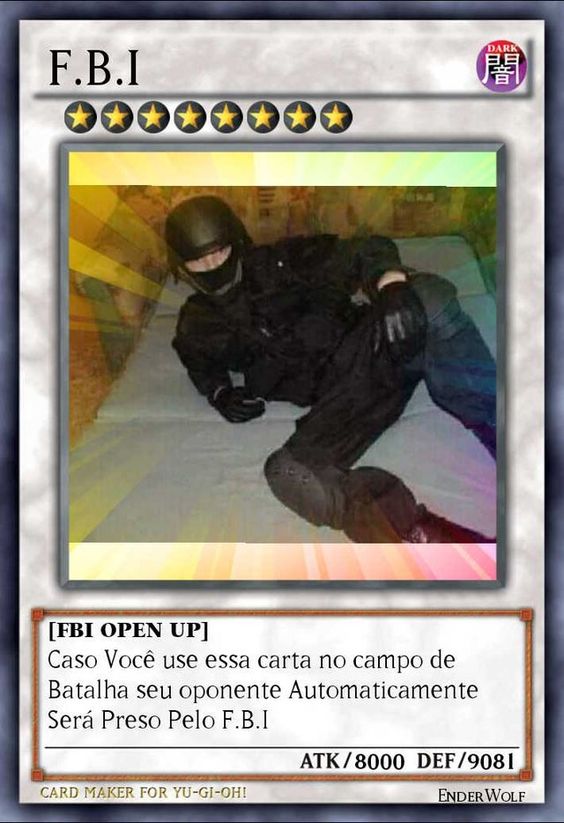 F.B.I
DARK
闇
[FBI OPEN UP]
Caso Você use essa carta no campo de
Batalha seu oponente Automaticamente
Será Preso Pelo F.B.I
ATK/8000 DEF/9081
CARD MAKER FOR YU-GI-OH!
EnderWolf